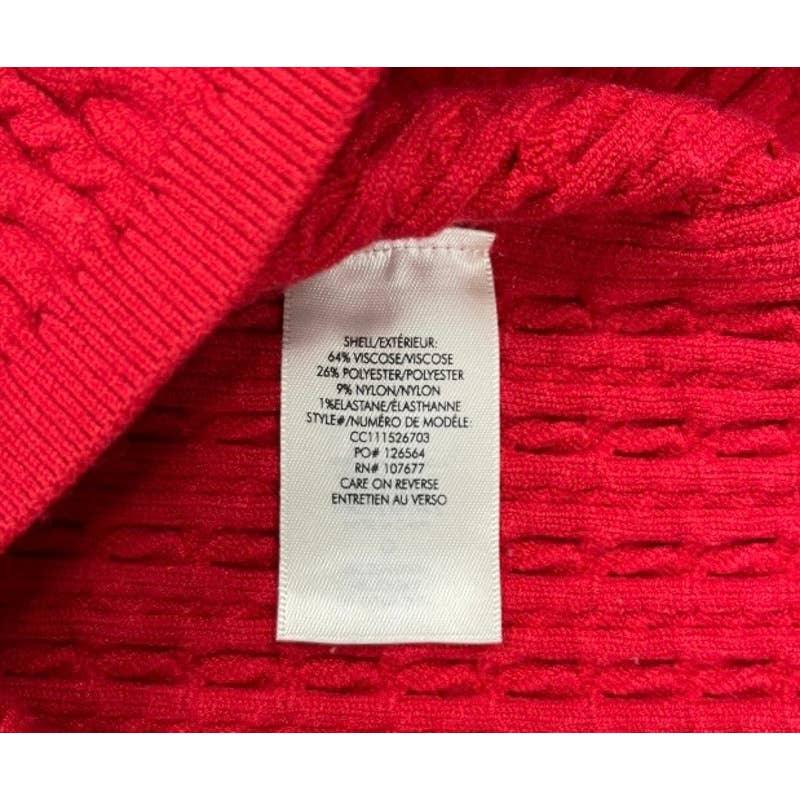 SHELL/EXTÉRIEUR:
64% VISCOSE/VISCOSE
26% POLYESTER/POLYESTER
9% NYLON/NYLON
1%ELASTANE/ÉLASTHANNE
STYLE#/NUMÉRO DE MODÈLE:
CC111526703
PO# 126564
RN# 107677
CARE ON REVERSE
ENTRETIEN AU VERSO